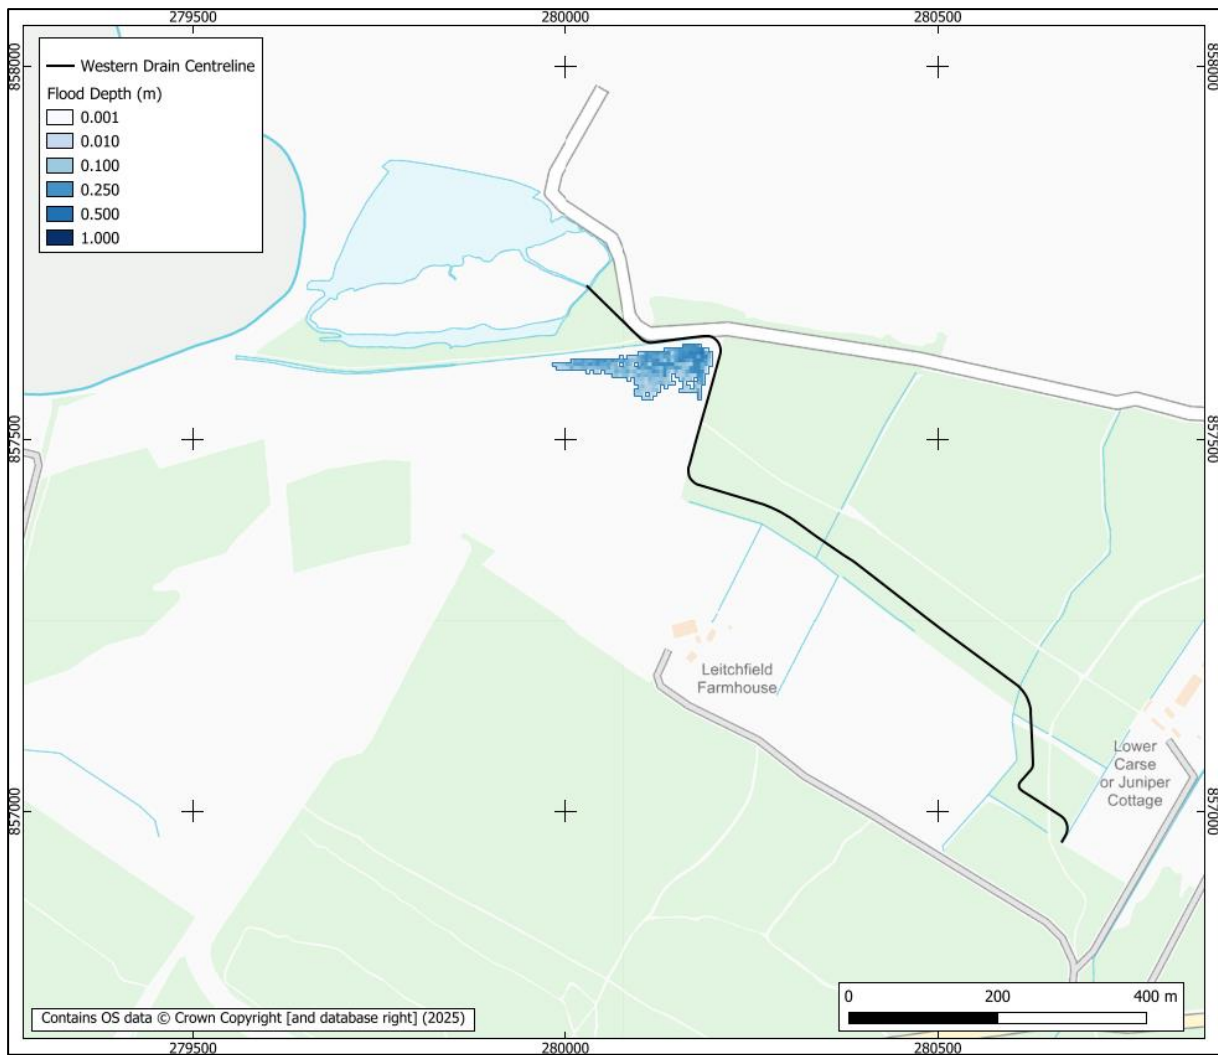 279500
280000
280500
858000
858000
Western Drain Centreline
Flood Depth (m)
0.001
0.010
0.100
0.250
0.500
1.000
857500
857500
Leitchfield
Farmhouse
Lower
Carse
or Juniper
Cottage
857000
857000
0 200 400 m
Contains OS data © Crown Copyright [and database right] (2025)
279500
280000
280500